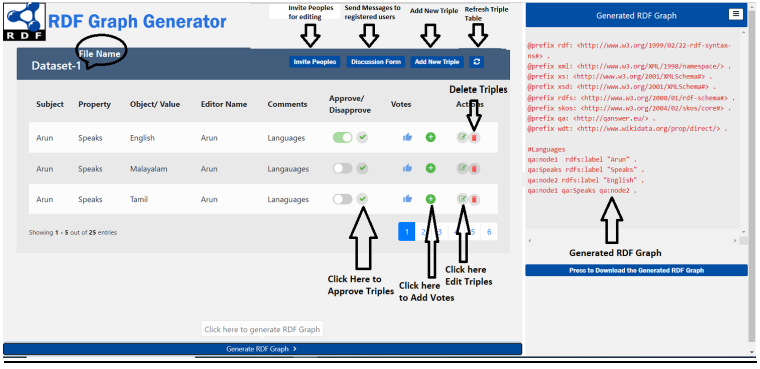 RDF
RDF Graph Generator
Invite Peoples
for editing
Send Messages to
registered users
Add New Triple
Refresh Triple
Table
File Name
Dataset-1
Invite Peoples
Discussion Form
Add New Triple
Delete Triples
Subject
Property
Object/ Value
Editor Name
Comments
Approve/
Disapprove
Votes
Actions
Arun
Speaks
English
Arun
Languages
Arun
Speaks
Malayalam
Arun
Lanaguages
Arun
Speaks
Tamil
Arun
Langauages
Showing 1 - 5 out of 25 entries
1 2 3 4 5 6
Click Here to
Approve Triples
Click here
to Add Votes
Click here
Edit Triples
Click here to generate RDF Graph
Generate RDF Graph >
Generated RDF Graph
@prefix rdf: <http://www.w3.org/1999/02/22-rdf-syntax-
ns#> .
@prefix xml: <http://www.w3.org/XML/1998/namespace/> .
@prefix xs: <http://www.w3.org/2001/XMLSchema#> .
@prefix xsd: <http://www.w3.org/2001/XMLSchema#> .
@prefix rdfs: <http://www.w3.org/2000/01/rdf-schema#> .
@prefix skos: <http://www.w3.org/2004/02/skos/core#> .
@prefix qa: <http://qanswer.eu/> .
@prefix wdt: <http://www.wikidata.org/prop/direct/> .
#Languages
qa:node1 rdfs:label "Arun" .
qa:Speaks rdfs:label "Speaks" .
qa:node2 rdfs:label "English" .
qa:node1 qa:Speaks qa:node2 .
Generated RDF Graph
Press to Download the Generated RDF Graph